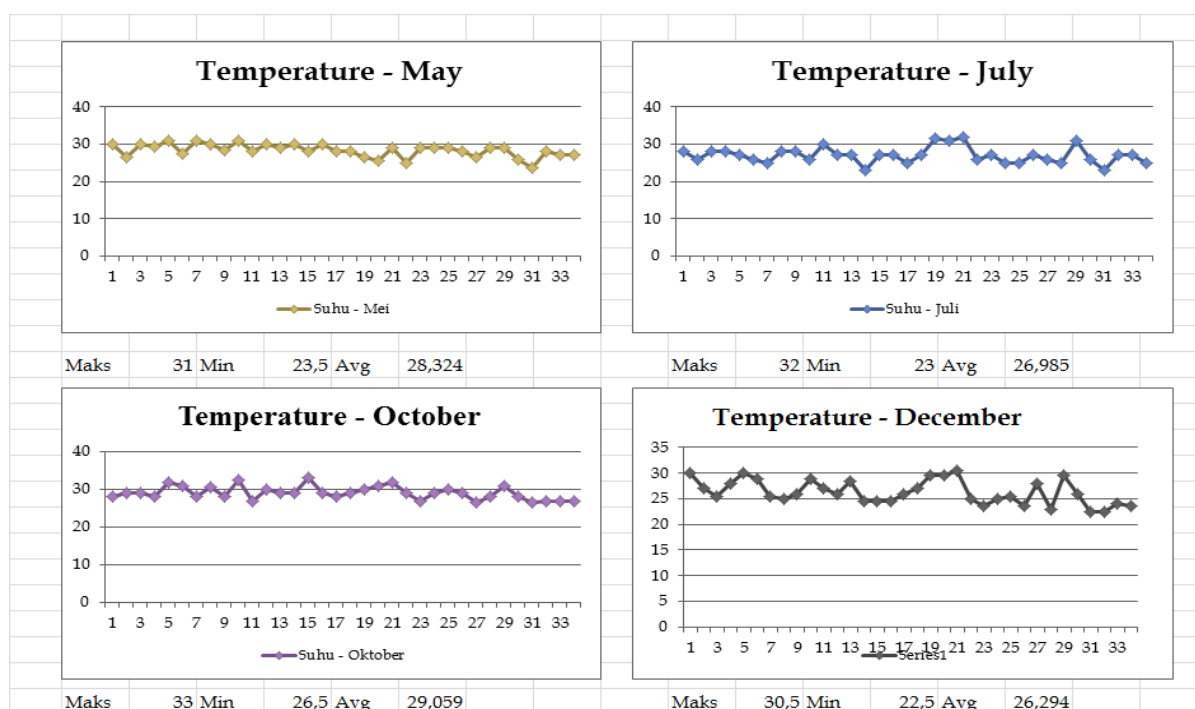 Temperature - May
40
30
20
10
0
1 3 5 7 9 11 13 15 17 19 21 23 25 27 29 31 33
Suhu - Mei
Maks 31 Min 23,5 Avg 28,324
Temperature - July
40
30
20
10
0
1 3 5 7 9 11 13 15 17 19 21 23 25 27 29 31 33
Suhu - Juli
Maks 32 Min 23 Avg 26,985
Temperature - October
40
30
20
10
0
1 3 5 7 9 11 13 15 17 19 21 23 25 27 29 31 33
Suhu - Oktober
Maks 33 Min 26,5 Avg 29,059
Temperature - December
35
30
25
20
15
10
5
0
1 3 5 7 9 11 13 15 17 19 21 23 25 27 29 31 33
Series1
Maks 30,5 Min 22,5 Avg 26,294